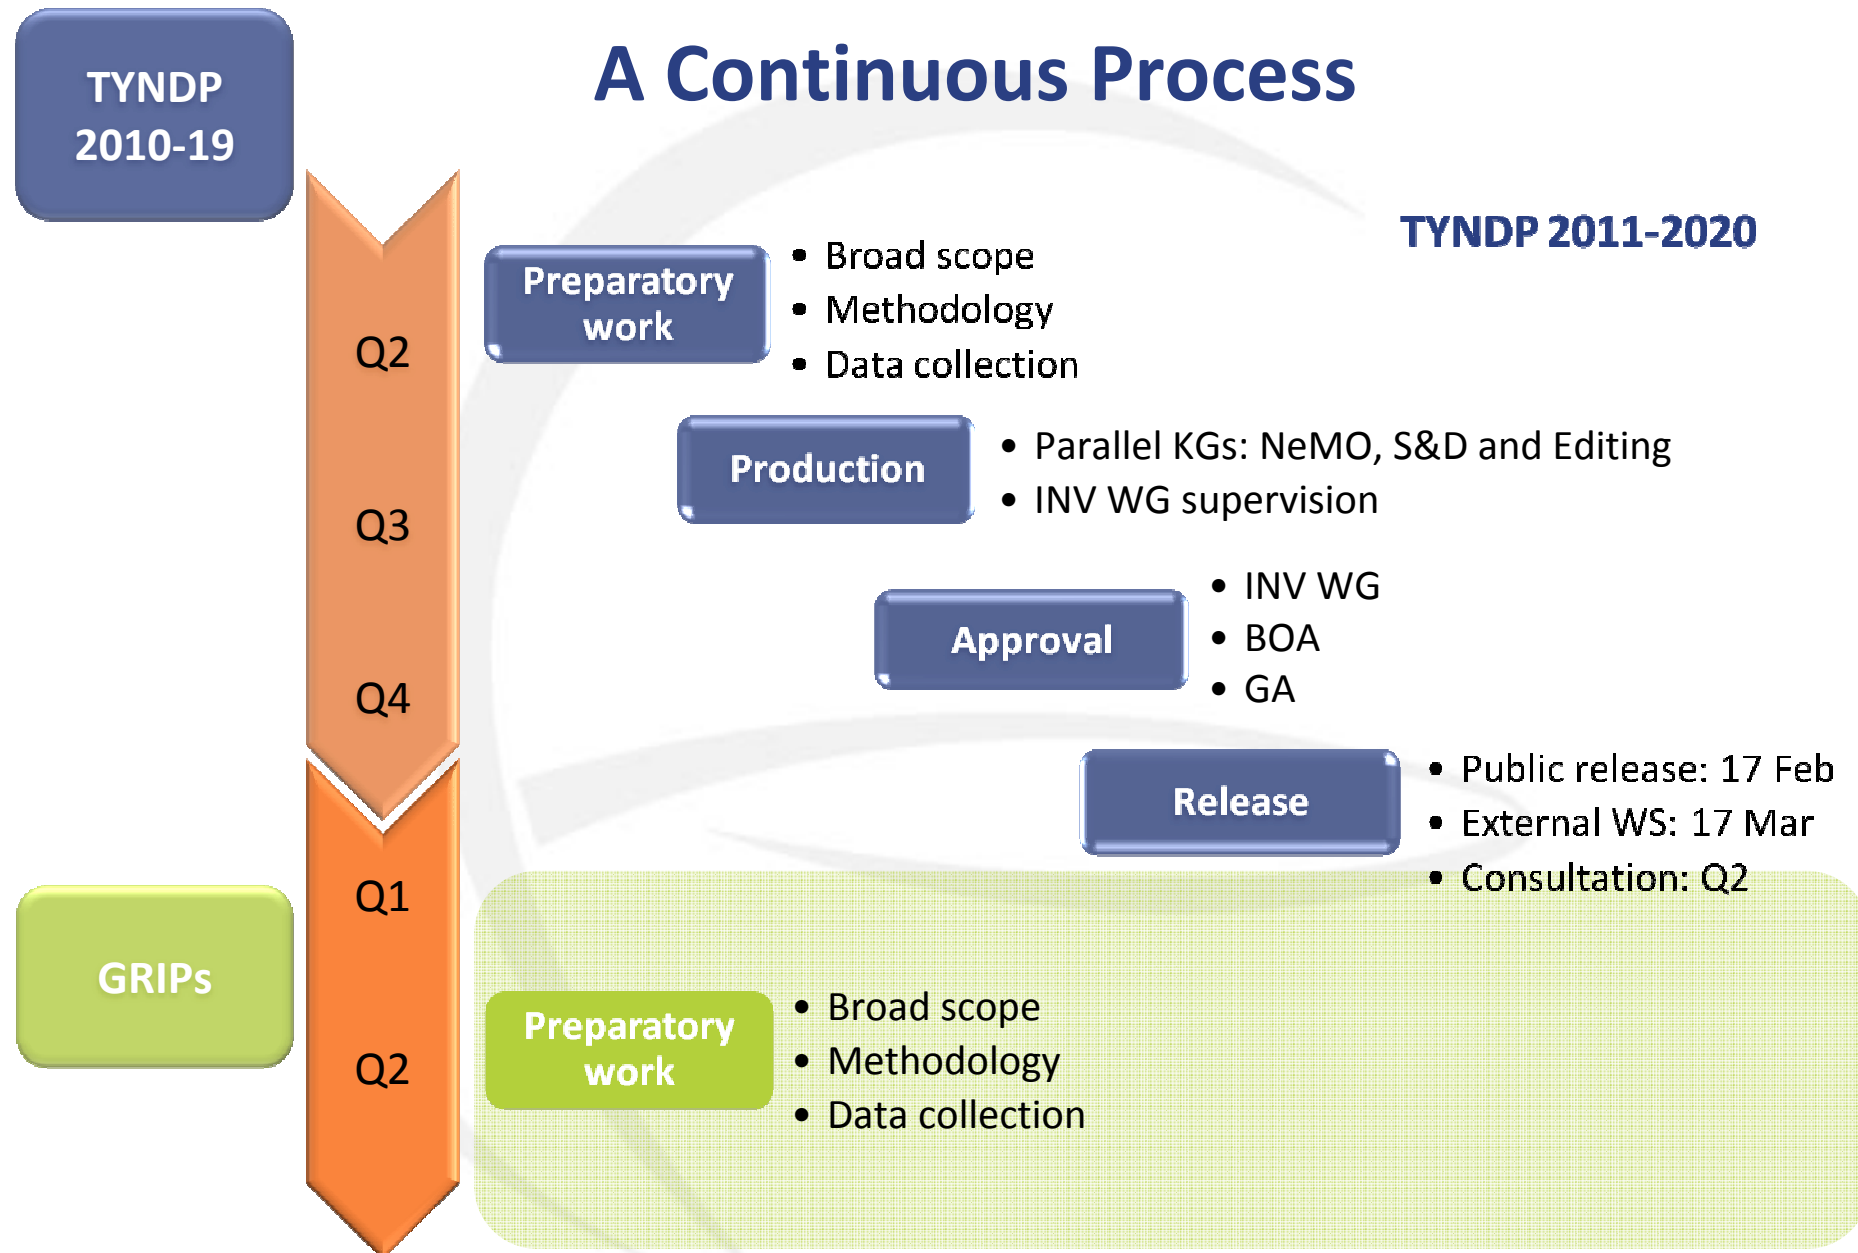 TYNDP
2010-19
A Continuous Process
TYNDP 2011-2020
Q2
Preparatory
work
• Broad scope
• Methodology
• Data collection
Q3
Production
• Parallel KGs: NeMO, S&D and Editing
• INV WG supervision
Q4
Approval
• INV WG
• BOA
• GA
Release
• Public release: 17 Feb
• External WS: 17 Mar
• Consultation: Q2
Q1
GRIPs
Q2
Preparatory
work
• Broad scope
• Methodology
• Data collection